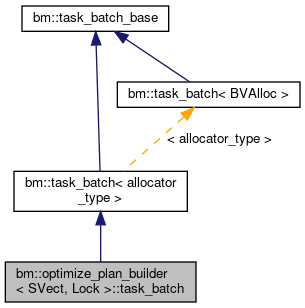 bm::task_batch_base
bm::task_batch< BVAlloc >
< allocator_type >
bm::task_batch< allocator
_type >
bm::optimize_plan_builder
< SVect, Lock >::task_batch